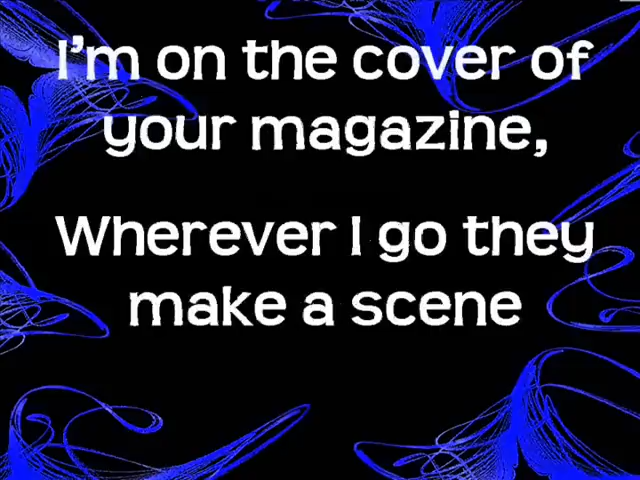 I'm on the cover of
your magazine,
Wherever I go they
make a scene